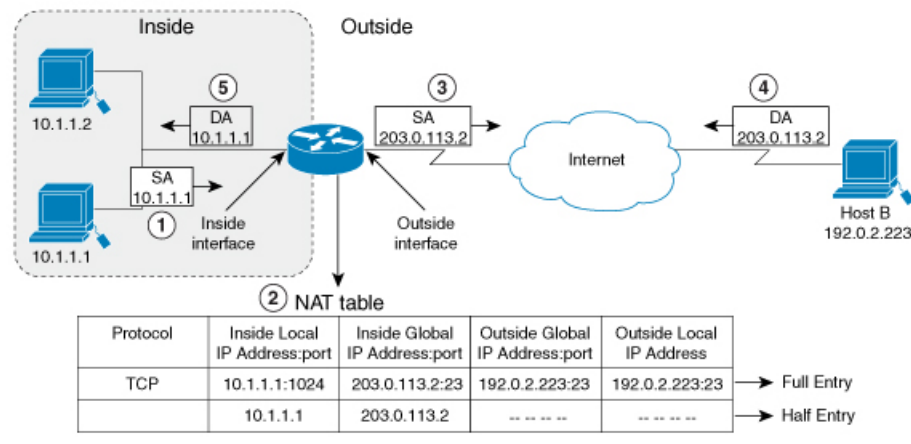 Inside
Outside
5
DA
10.1.1.1
3
SA
203.0.113.2
4
DA
203.0.113.2
10.1.1.2
Internet
SA
10.1.1.1
1
Inside
interface
Outside
interface
Host B
192.0.2.223
10.1.1.1
2 NAT table
Protocol
Inside Local
IP Address:port
Inside Global
IP Address:port
Outside Global
IP Address:port
Outside Local
IP Address
TCP
10.1.1.1:1024
203.0.113.2:23
192.0.2.223:23
192.0.2.223:23
Full Entry
10.1.1.1
203.0.113.2
-- -- -- --
-- -- -- --
Half Entry